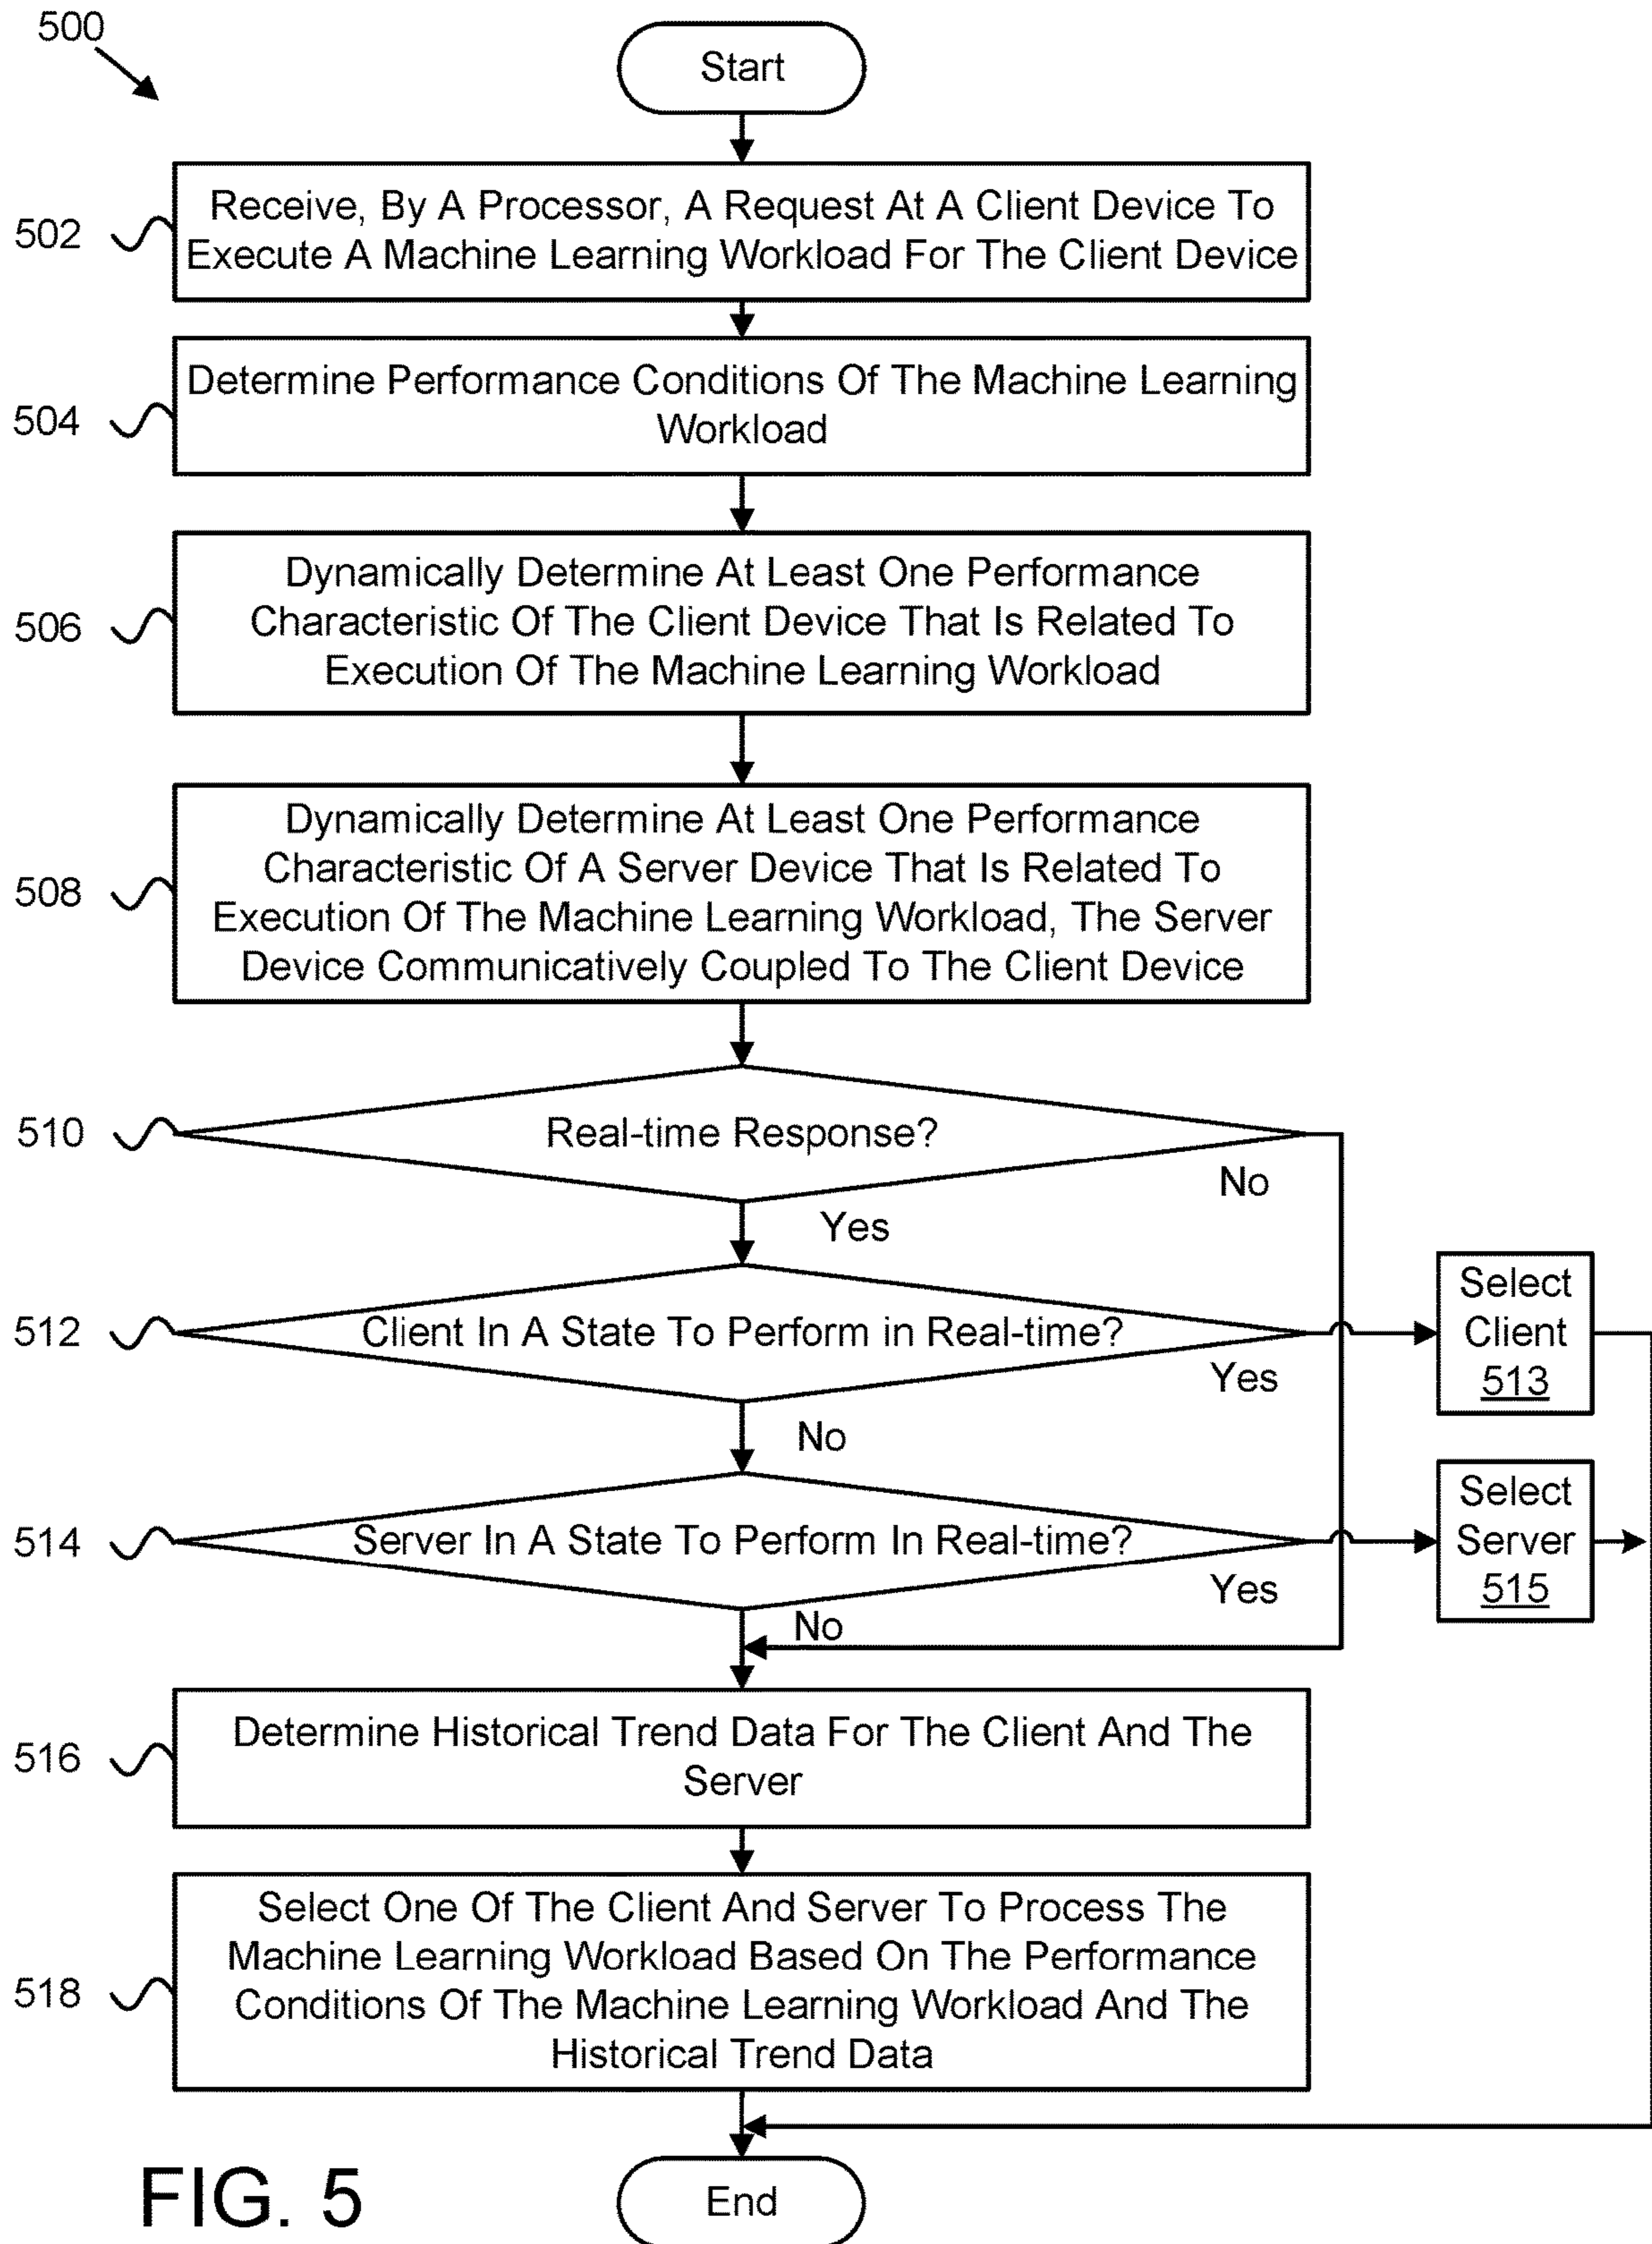 500
Start
502
Receive, By A Processor, A Request At A Client Device To
Execute A Machine Learning Workload For The Client Device
504
Determine Performance Conditions Of The Machine Learning
Workload
506
Dynamically Determine At Least One Performance
Characteristic Of The Client Device That Is Related To
Execution Of The Machine Learning Workload
508
Dynamically Determine At Least One Performance
Characteristic Of A Server Device That Is Related To
Execution Of The Machine Learning Workload, The Server
Device Communicatively Coupled To The Client Device
510
Real-time Response?
No
Yes
512
Client In A State To Perform in Real-time?
Yes
Select
Client
513
No
514
Server In A State To Perform In Real-time?
Yes
Select
Server
515
No
516
Determine Historical Trend Data For The Client And The
Server
518
Select One Of The Client And Server To Process The
Machine Learning Workload Based On The Performance
Conditions Of The Machine Learning Workload And The
Historical Trend Data
End
FIG. 5